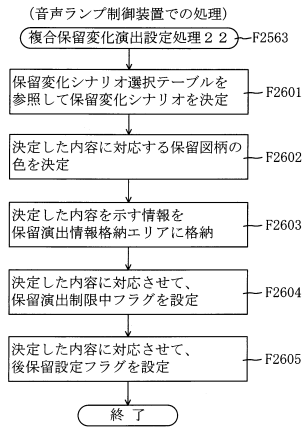 (音声ランプ制御装置での処理)
複合保留変化演出設定処理22
F2563
保留変化シナリオ選択テーブルを
参照して保留変化シナリオを決定
F2601
決定した内容に対応する保留図柄の
色を決定
F2602
決定した内容を示す情報を
保留演出情報格納エリアに格納
F2603
決定した内容に対応させて、
保留演出制限中フラグを設定
F2604
決定した内容に対応させて、
後保留設定フラグを設定
F2605
終了